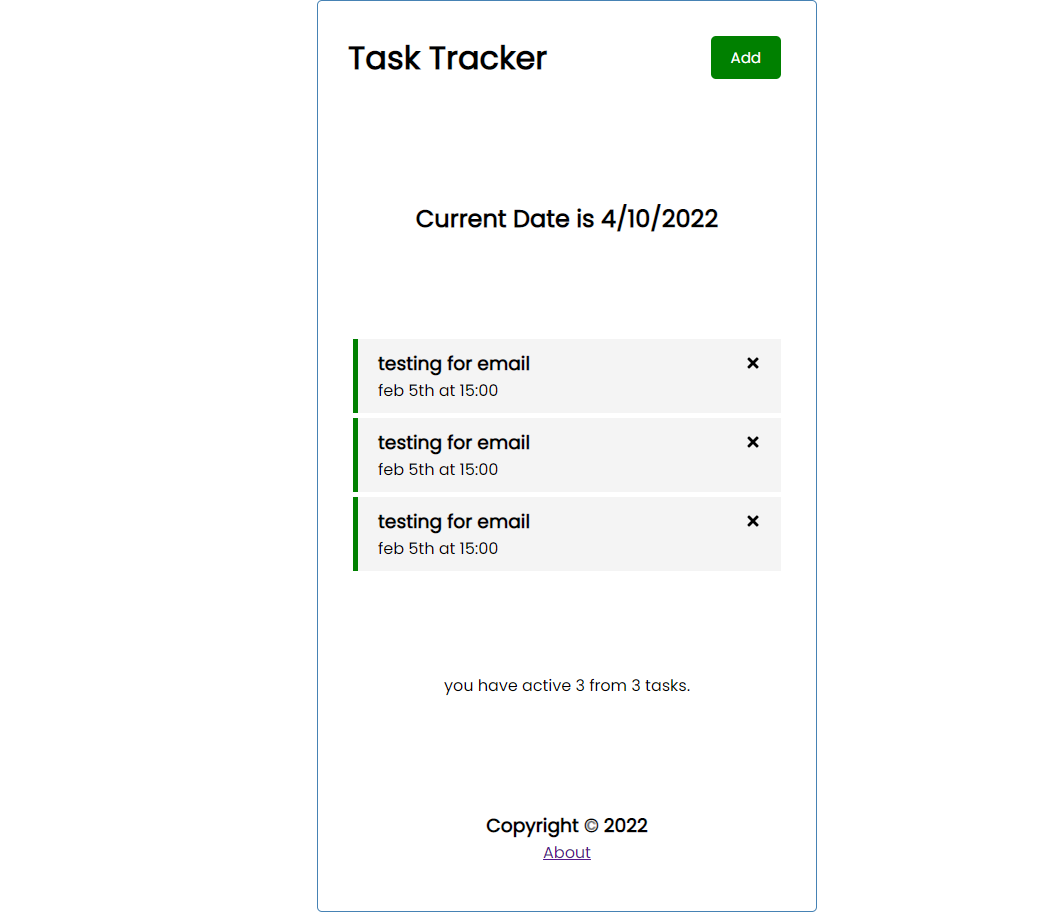 Task Tracker
Add
Current Date is 4/10/2022
testing for email
feb 5th at 15:00
testing for email
feb 5th at 15:00
testing for email
feb 5th at 15:00
you have active 3 from 3 tasks.
Copyright © 2022
About